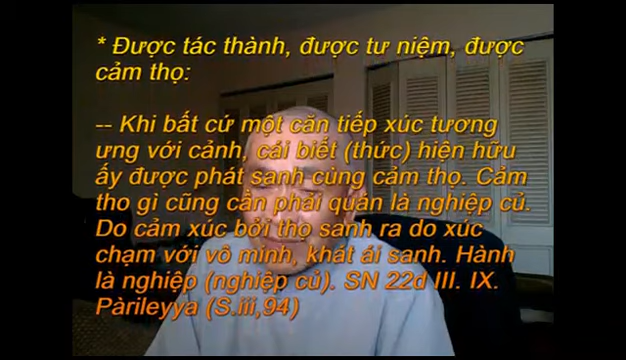 * Được tác thành, được tư niệm, được
cảm thọ:
-- Khi bất cứ một căn tiếp xúc tương
ưng với cảnh, cái biết (thức) hiện hữu
ấy được phát sanh cùng cảm thọ. Cảm
tho gì cũng cần phải quán là nghiệp củ.
Do cảm xúc bởi thọ sanh ra do xúc
chạm với vô minh, khát ái sanh. Hành
là nghiệp (nghiệp củ). SN 22d III. IX.
Pàrileyya (S.iii,94)